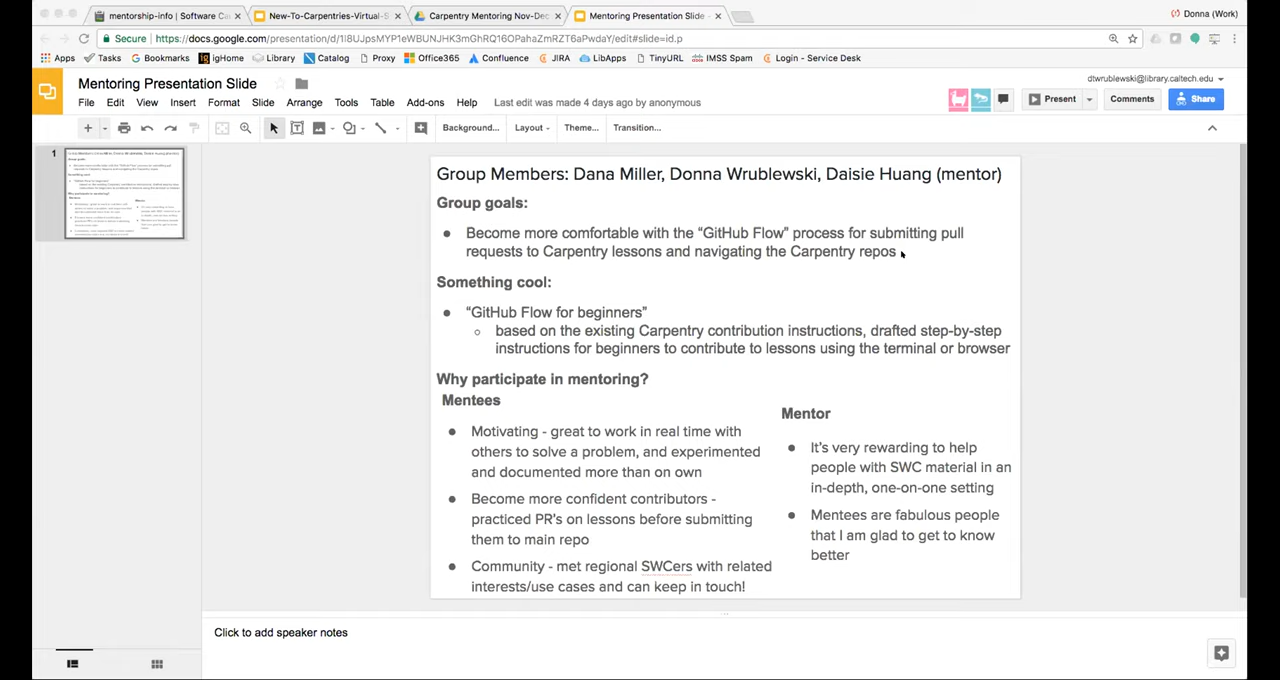 mentorship-info | Software Ca
New-To-Carpentries-Virtual-S
Carpentry Mentoring Nov-Dec
Mentoring Presentation Slide -
Donna (Work)
Secure
https://docs.google.com/presentation/d/1l8UJpsMYP1eWBUNJHK3mGhRQ16OPahaZmRZT6aPwdaY/edit#slide=id.p
Apps Tasks Bookmarks igHome Library Catalog Proxy Office365 Confluence JIRA LibApps TinyURL IMSS Spam Login - Service Desk
Mentoring Presentation Slide
dtwrublewski@library.caltech.edu
File Edit View Insert Format Slide Arrange Tools Table Add-ons Help Last edit was made 4 days ago by anonymous
Present Comments Share
Background... Layout Theme... Transition...
1
Group Members: Dana Miller, Donna Wrublewski, Daisie Huang (mentor)
Group goals:
● Become more comfortable with the “GitHub Flow” process for submitting pull
requests to Carpentry lessons and navigating the Carpentry repos
Something cool:
● “GitHub Flow for beginners”
○ based on the existing Carpentry contribution instructions, drafted step-by-step
instructions for beginners to contribute to lessons using the terminal or browser
Why participate in mentoring?
Mentees
● Motivating - great to work in real time with
others to solve a problem, and experimented
and documented more than on own
● Become more confident contributors -
practiced PR's on lessons before submitting
them to main repo
● Community - met regional SWCers with related
interests/use cases and can keep in touch!
Mentor
● It's very rewarding to help
people with SWC material in an
in-depth, one-on-one setting
● Mentees are fabulous people
that I am glad to get to know
better
Click to add speaker notes